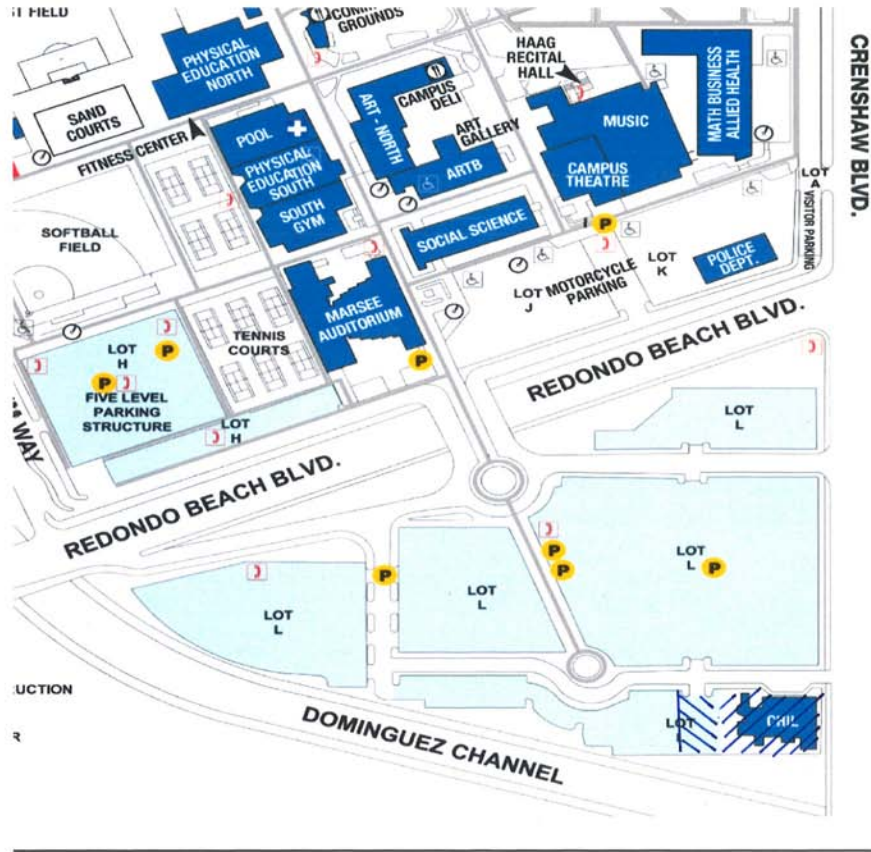 ST FIELD
GROUNDS
PHYSICAL
EDUCATION
NORTH
HAAG
RECITAL
HALL
CRENSHAW BLVD.
SAND
COURTS
FITNESS CENTER
POOL
PHYSICAL
EDUCATION
SOUTH
SOUTH
GYM
ART - NORTH
CAMPUS
DELI
ART
GALLERY
ARTB
MUSIC
CAMPUS
THEATRE
MATH BUSINESS
ALLIED HEALTH
LOT
A
VISITOR PARKING
SOFTBALL
FIELD
SOCIAL SCIENCE
P
LOT
K
POLICE
DEPT.
MOTORCYCLE
PARKING
LOT
J
MARSEE
AUDITORIUM
P
TENNIS
COURTS
LOT
H
P
P
FIVE LEVEL
PARKING
STRUCTURE
LOT
H
WAY
REDONDO BEACH BLVD.
REDONDO BEACH BLVD.
LOT
L
LOT
L
P
P
P
LOT
L
P
LOT
L
UCTION
R
DOMINGUEZ CHANNEL
LOT
CHIL